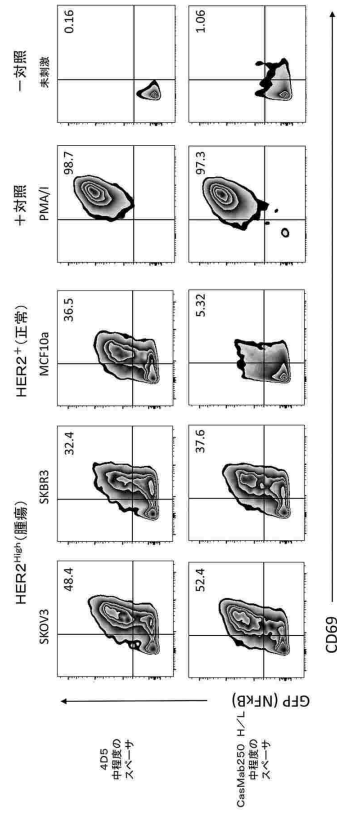 HER2High(腫瘍)
HER2+(正常)
+対照
−対照
SKOV3
SKBR3
MCF10a
PMA/I
未刺激
4D5
中程度の
スペーサ
48.4
32.4
36.5
98.7
0.16
CasMab250 H/L
中程度の
スペーサ
52.4
37.6
5.32
97.3
1.06
GFP (NFκB)
CD69